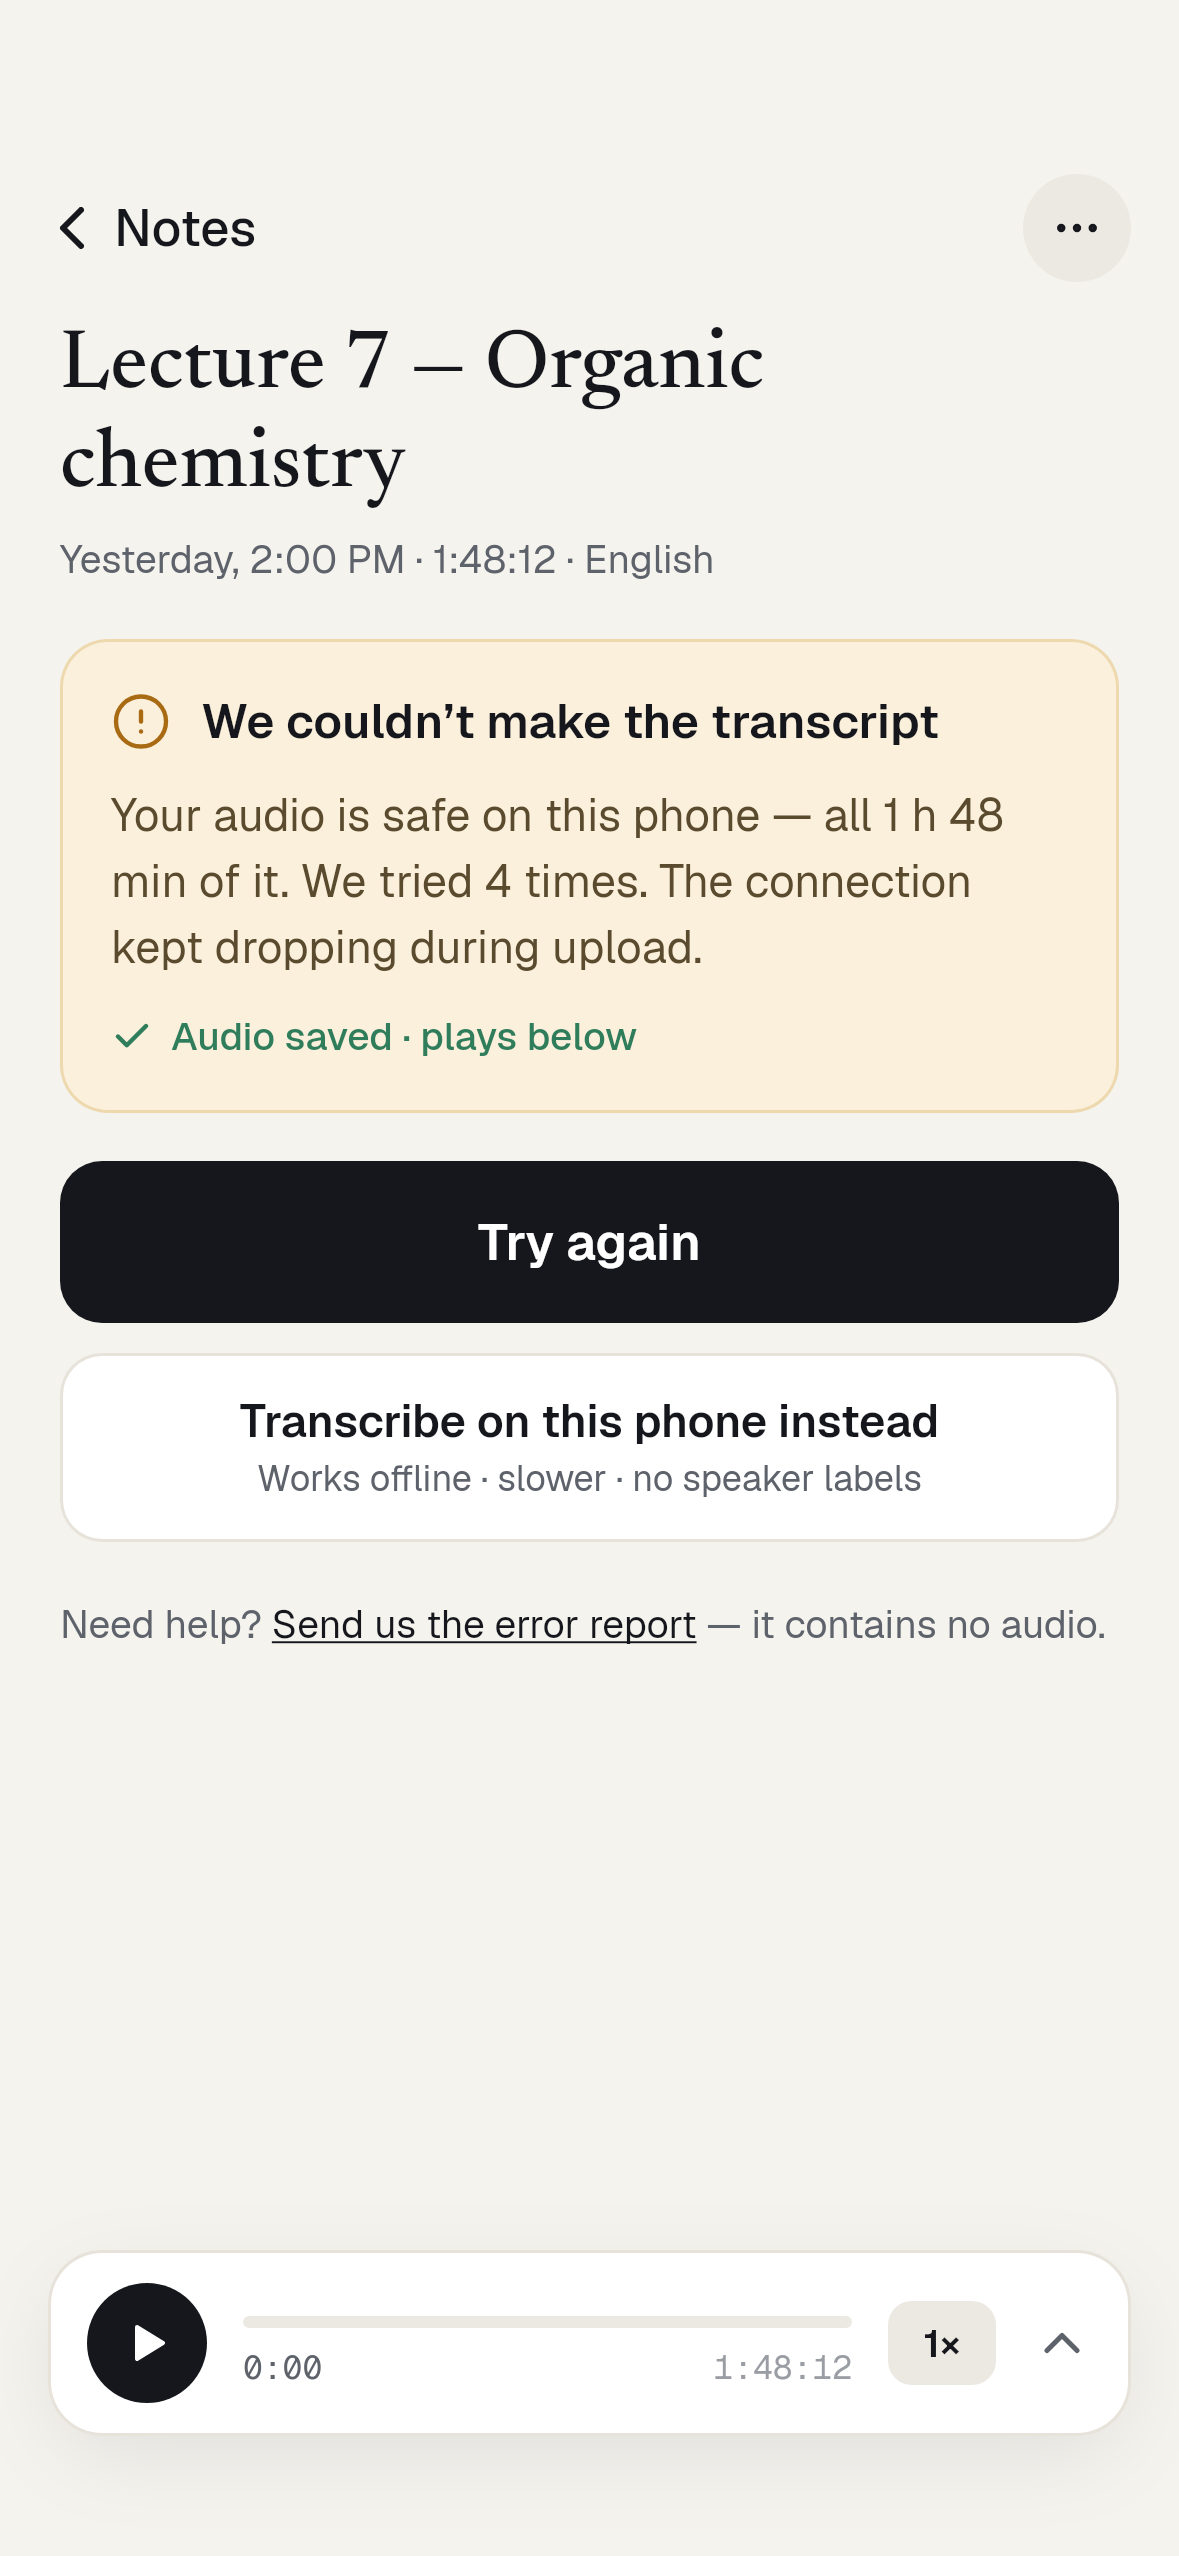 Notes
Lecture 7 – Organic
chemistry
Yesterday, 2:00 PM · 1:48:12 · English
We couldn’t make the transcript
Your audio is safe on this phone — all 1 h 48
min of it. We tried 4 times. The connection
kept dropping during upload.
Audio saved · plays below
Try again
Transcribe on this phone instead
Works offline · slower · no speaker labels
Need help? Send us the error report — it contains no audio.
0:00 1:48:12 1×